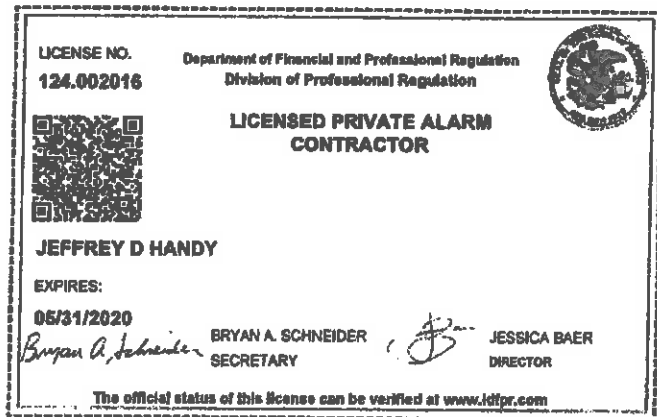 LICENSE NO.
124.002016
Department of Financial and Professional Regulation
Division of Professional Regulation
LICENSED PRIVATE ALARM
CONTRACTOR
JEFFREY D HANDY
EXPIRES:
05/31/2020
Bryan A. Schneider
BRYAN A. SCHNEIDER
SECRETARY
JESSICA BAER
DIRECTOR
The official status of this license can be verified at www.idfpr.com